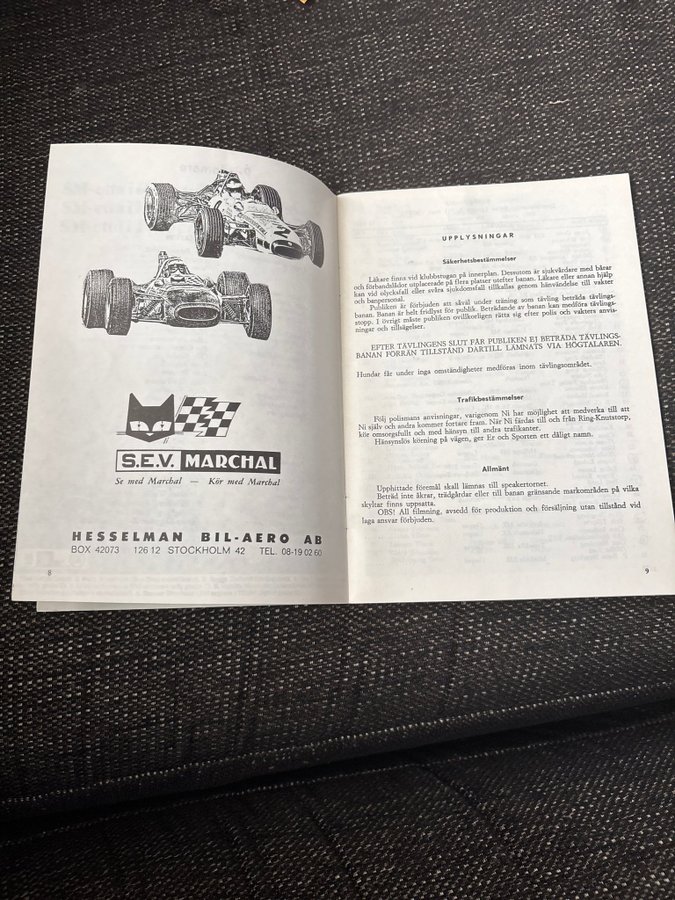 2
S.E.V. MARCHAL
Se med Marchal — Kör med Marchal
HESSELMAN BIL-AERO AB
BOX 42073 126 12 STOCKHOLM 42 TEL. 08-19 02 60
8
UPPLYSNINGAR
Säkerhetsbestämmelser
Läkare finns vid klubbstugan på innerplan. Dessutom är sjukvårdare med bårar
och förbandslådor utplacerade på flera platser utefter banan. Läkare eller annan hjälp
kan vid olycksfall eller svåra sjukdomsfall tillkallas genom hänvändelse till vakter
och banpersonal.
Publiken är förbjuden att såväl under träning som tävling beträda tävlings-
banan. Banan är helt fridlyst för publik. Beträdande av banan kan medföra tävlings-
stopp. I övrigt måste publiken ovillkorligen rätta sig efter polis och vakters anvis-
ningar och tillsägelser.
EFTER TÄVLINGENS SLUT FÅR PUBLIKEN EJ BETRÄDA TÄVLINGS-
BANAN FÖRRÄN TILLSTÅND DÄRTILL LÄMNATS VIA HÖGTALAREN.
Hundar får under inga omständigheter medföras inom tävlingsområdet.
Trafikbestämmelser
Följ polismans anvisningar, varigenom Ni har möjlighet att medverka till att
Ni själv och andra kommer fortare fram. När Ni färdas till och från Ring-Knutstorp,
kör omsorgsfullt och med hänsyn till andra trafikanter.
Hänsynslös körning på vägen, ger Er och Sporten ett dåligt namn.
Allmänt
Upphittade föremål skall lämnas till speakertornet.
Beträd inte åkrar, trädgårdar eller till banan gränsande markområden på vilka
skyltar finns uppsatta.
OBS! All filmning, avsedd för produktion och försäljning utan tillstånd vid
laga ansvar förbjuden.
9